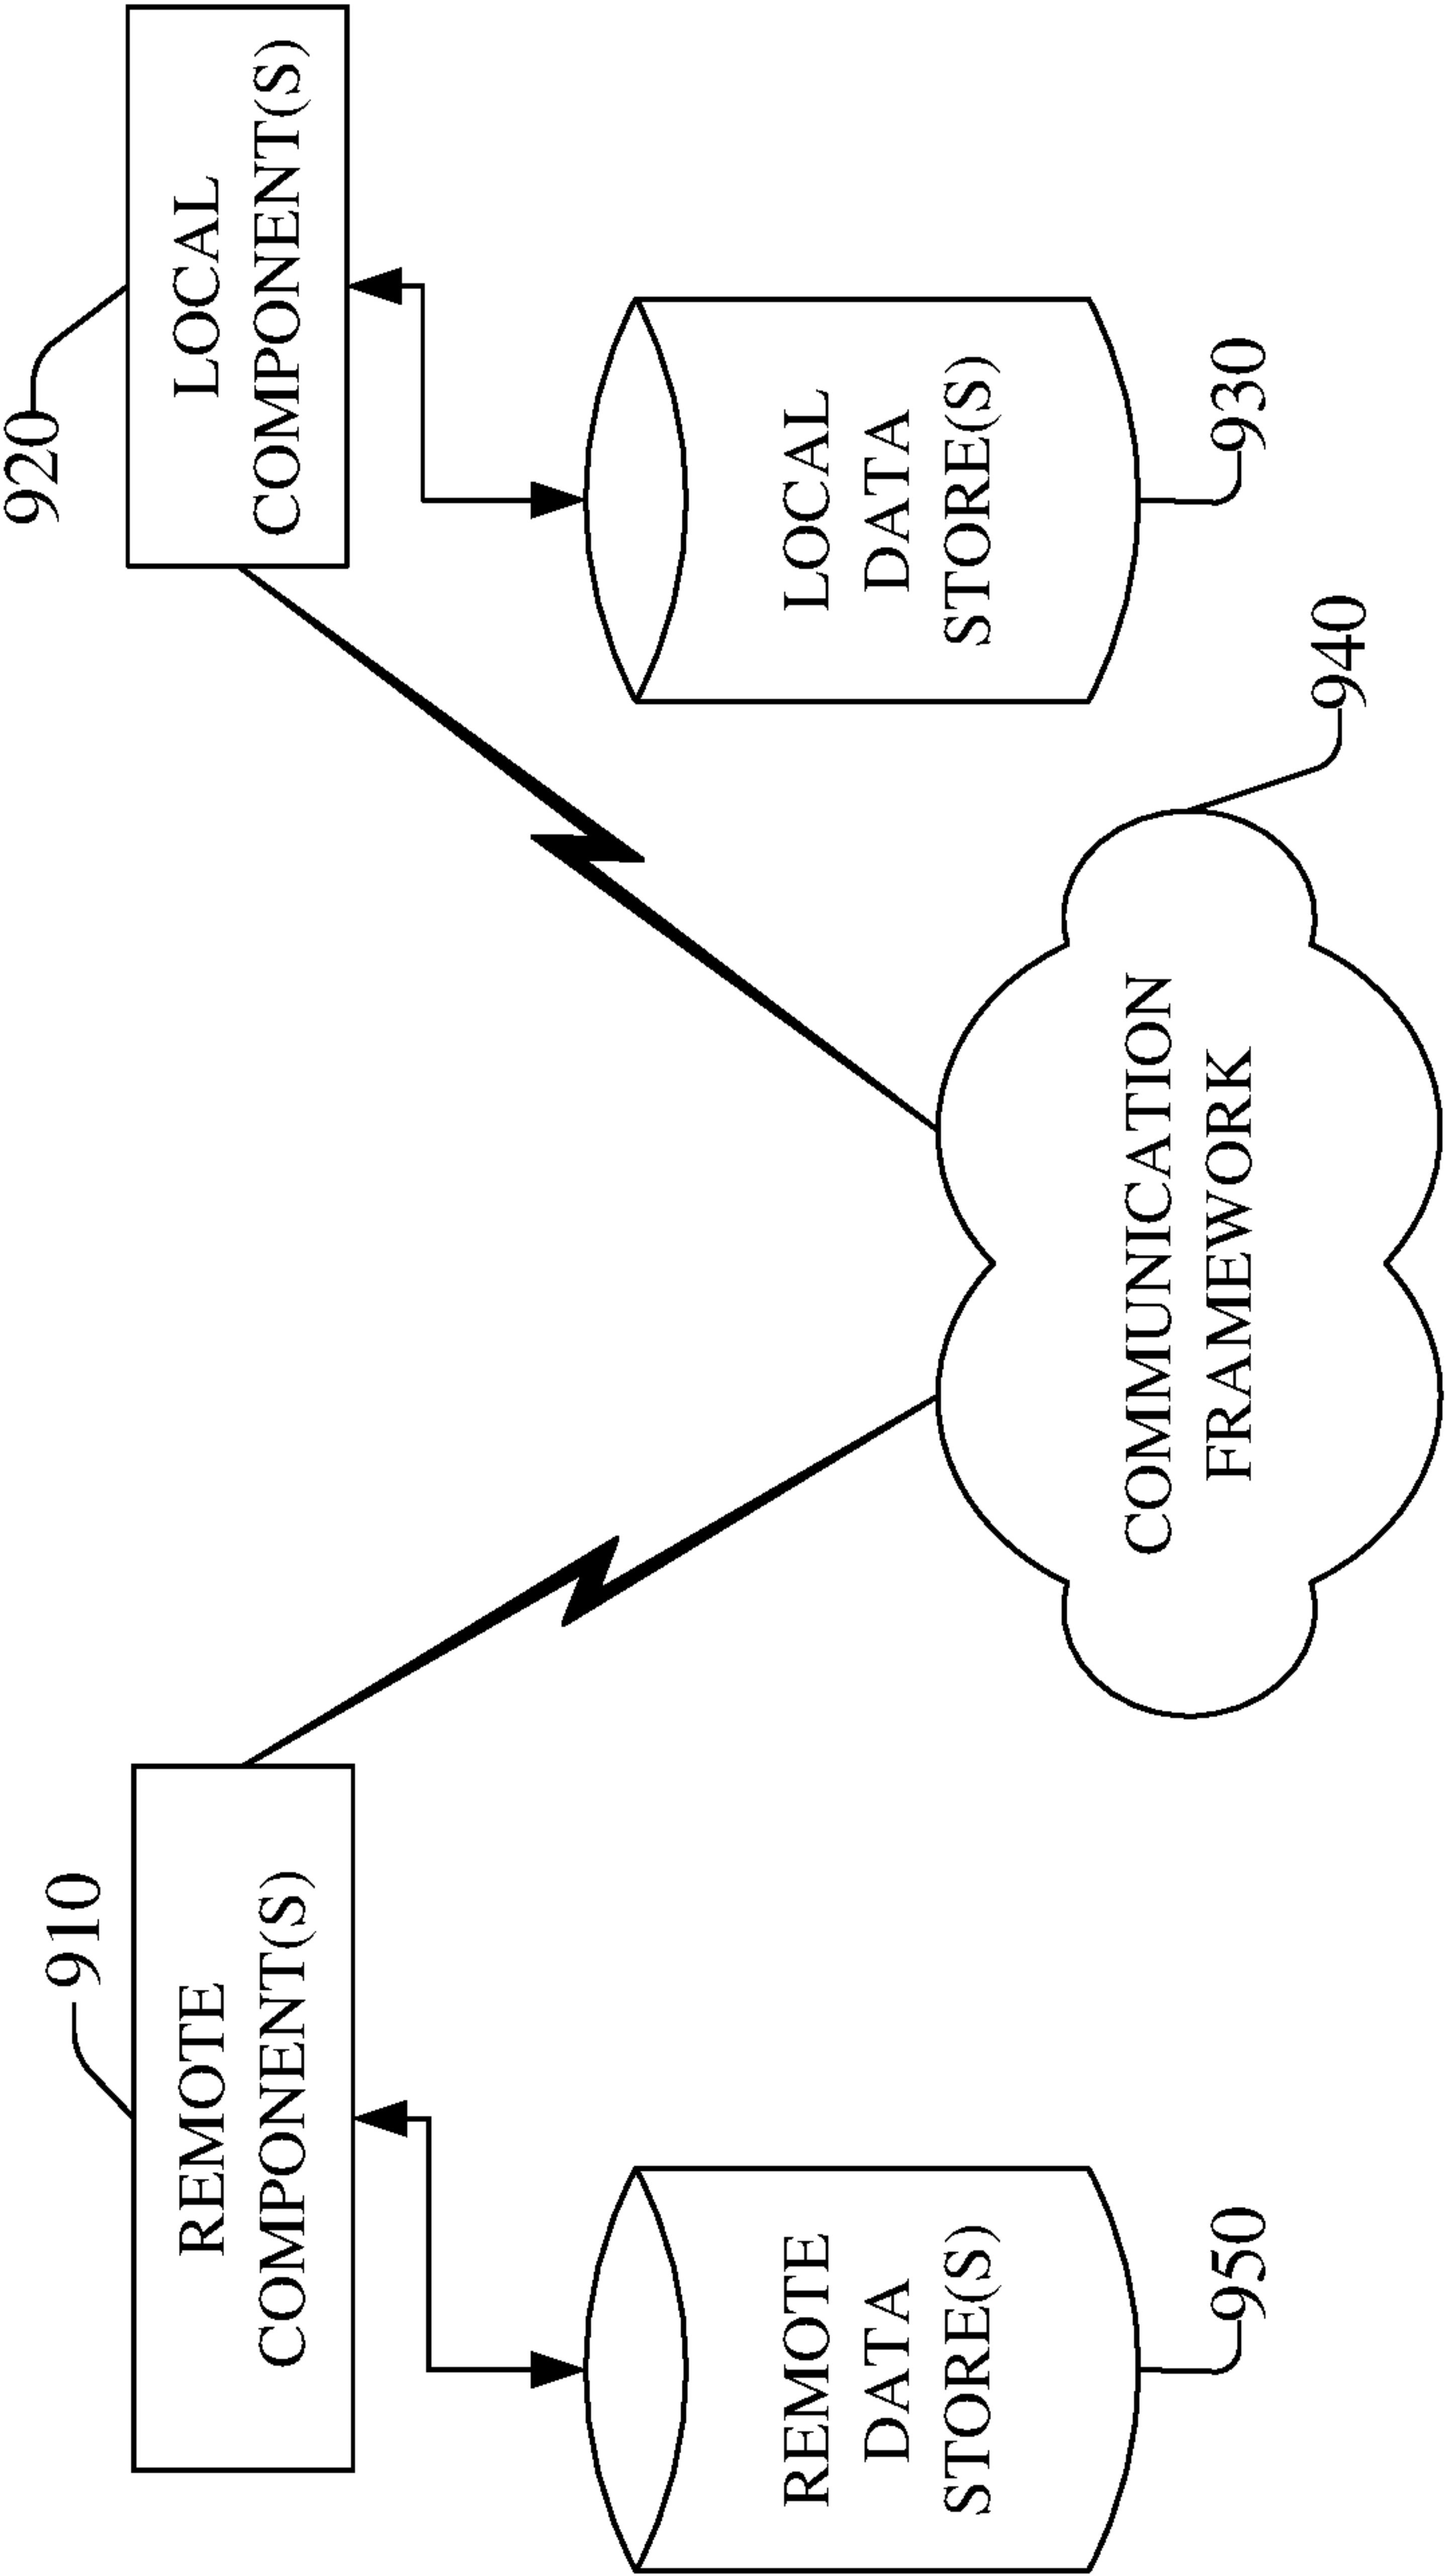 910
REMOTE
COMPONENT(S)
920
LOCAL
COMPONENT(S)
REMOTE
DATA
STORE(S)
950
COMMUNICATION
FRAMEWORK
940
LOCAL
DATA
STORE(S)
930